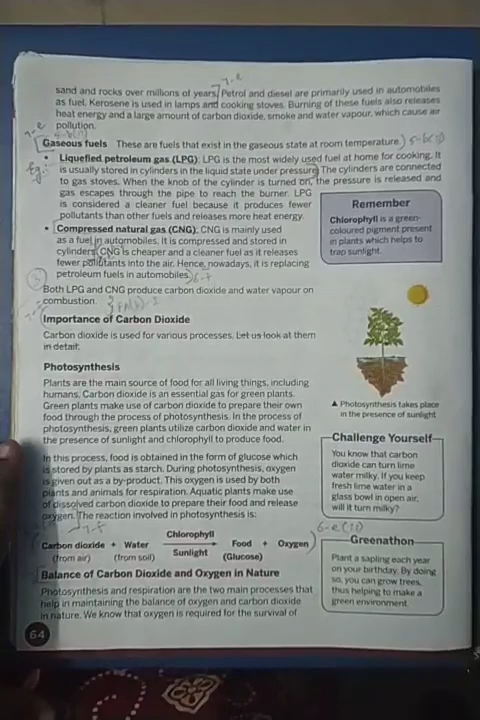 sand and rocks over millions of years. Petrol and diesel are primarily used in automobiles
as fuel. Kerosene is used in lamps and cooking stoves. Burning of these fuels also releases
heat energy and a large amount of carbon dioxide, smoke and water vapour, which cause air
pollution.
Gaseous fuels These are fuels that exist in the gaseous state at room temperature.
• Liquefied petroleum gas (LPG): LPG is the most widely used fuel at home for cooking. It
is usually stored in cylinders in the liquid state under pressure. The cylinders are connected
to gas stoves. When the knob of the cylinder is turned on, the pressure is released and
gas escapes through the pipe to reach the burner. LPG
is considered a cleaner fuel because it produces fewer
pollutants than other fuels and releases more heat energy.
• Compressed natural gas (CNG): CNG is mainly used
as a fuel in automobiles. It is compressed and stored in
cylinders. CNG is cheaper and a cleaner fuel as it releases
fewer pollutants into the air. Hence, nowadays, it is replacing
petroleum fuels in automobiles.
Both LPG and CNG produce carbon dioxide and water vapour on
combustion.
Importance of Carbon Dioxide
Carbon dioxide is used for various processes. Let us look at them
in detail.
Photosynthesis
Plants are the main source of food for all living things, including
humans. Carbon dioxide is an essential gas for green plants.
Green plants make use of carbon dioxide to prepare their own
food through the process of photosynthesis. In the process of
photosynthesis, green plants utilize carbon dioxide and water in
the presence of sunlight and chlorophyll to produce food.
In this process, food is obtained in the form of glucose which
is stored by plants as starch. During photosynthesis, oxygen
is given out as a by-product. This oxygen is used by both
plants and animals for respiration. Aquatic plants make use
of dissolved carbon dioxide to prepare their food and release
oxygen. The reaction involved in photosynthesis is:
Chlorophyll
Carbon dioxide + Water Food + Oxygen
Sunlight
(from air) (from soil) (Glucose)
Balance of Carbon Dioxide and Oxygen in Nature
Photosynthesis and respiration are the two main processes that
help in maintaining the balance of oxygen and carbon dioxide
in nature. We know that oxygen is required for the survival of
64
Remember
Chlorophyll is a green-
coloured pigment present
in plants which helps to
trap sunlight.
▲ Photosynthesis takes place
in the presence of sunlight
Challenge Yourself
You know that carbon
dioxide can turn lime
water milky. If you keep
fresh lime water in a
glass bowl in open air,
will it turn milky?
Greenathon
Plant a sapling each year
on your birthday. By doing
so, you can grow trees,
thus helping to make a
green environment.